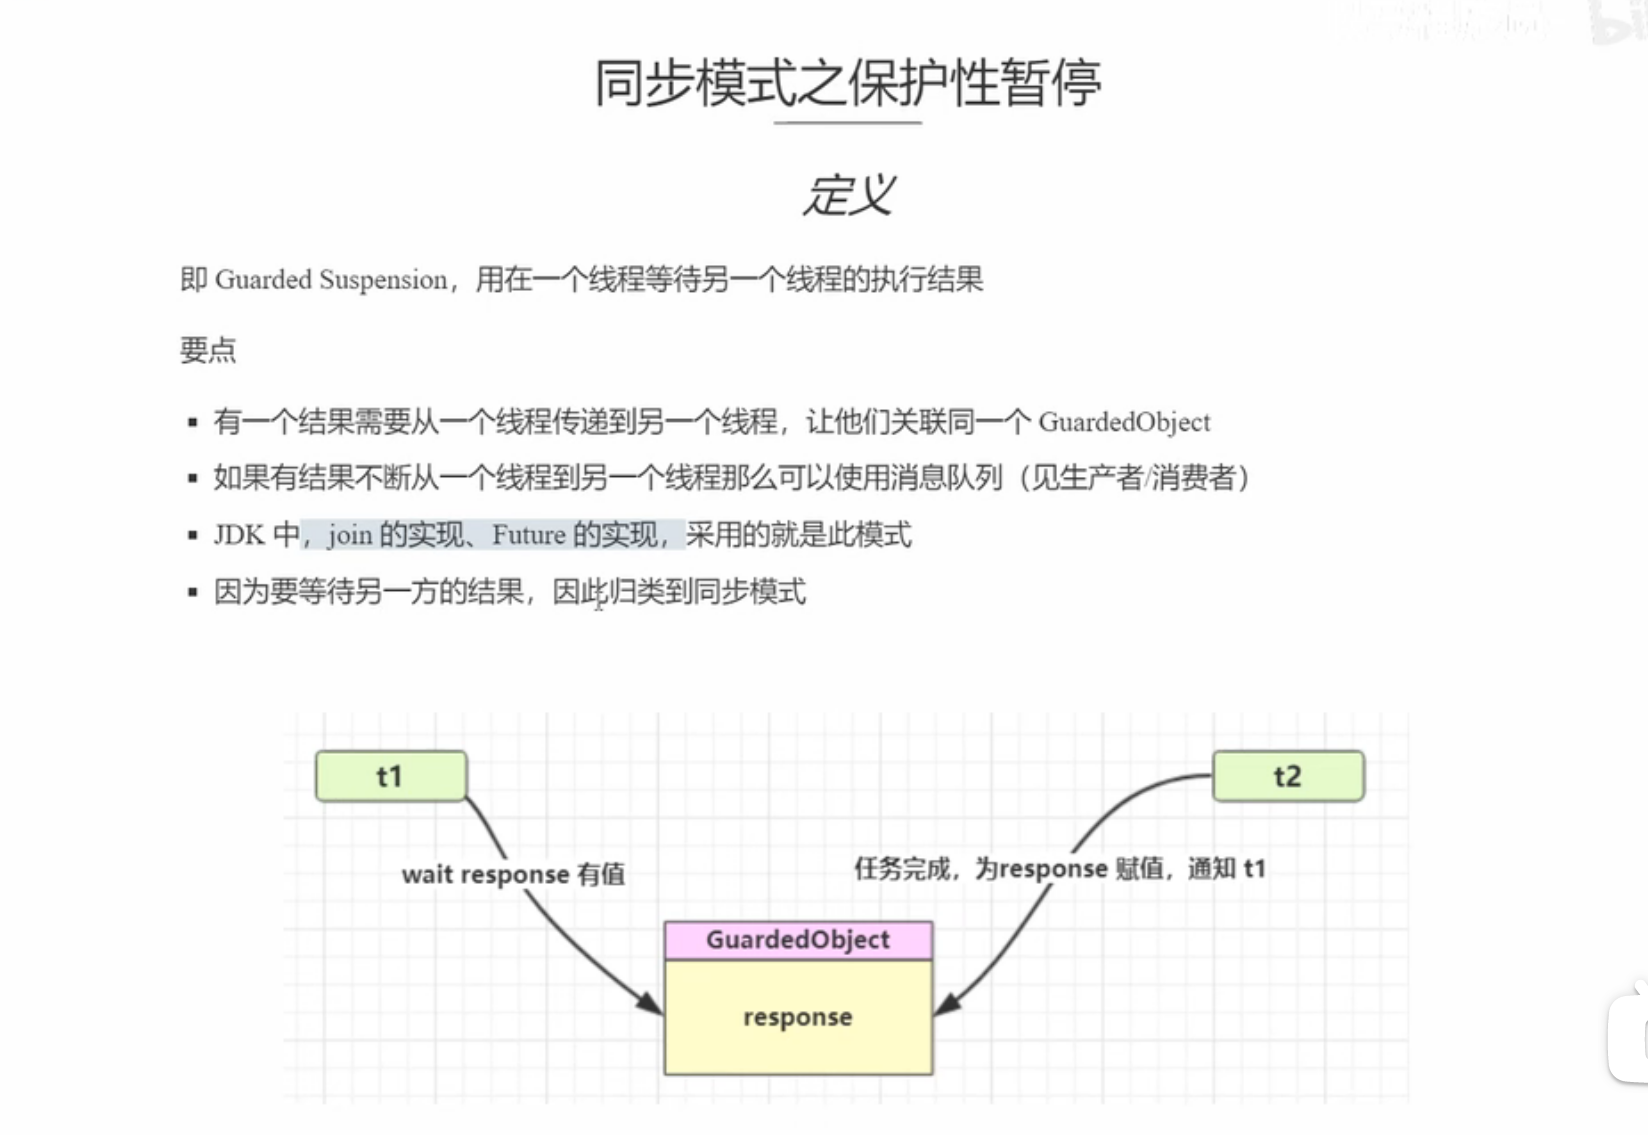 同步模式之保护性暂停
定义
即 Guarded Suspension，用在一个线程等待另一个线程的执行结果
要点
▪ 有一个结果需要从一个线程传递到另一个线程，让他们关联同一个 GuardedObject
▪ 如果有结果不断从一个线程到另一个线程那么可以使用消息队列（见生产者/消费者）
▪ JDK 中，join 的实现、Future 的实现，采用的就是此模式
▪ 因为要等待另一方的结果，因此归类到同步模式
t1
t2
wait response 有值
任务完成，为response 赋值，通知 t1
GuardedObject
response